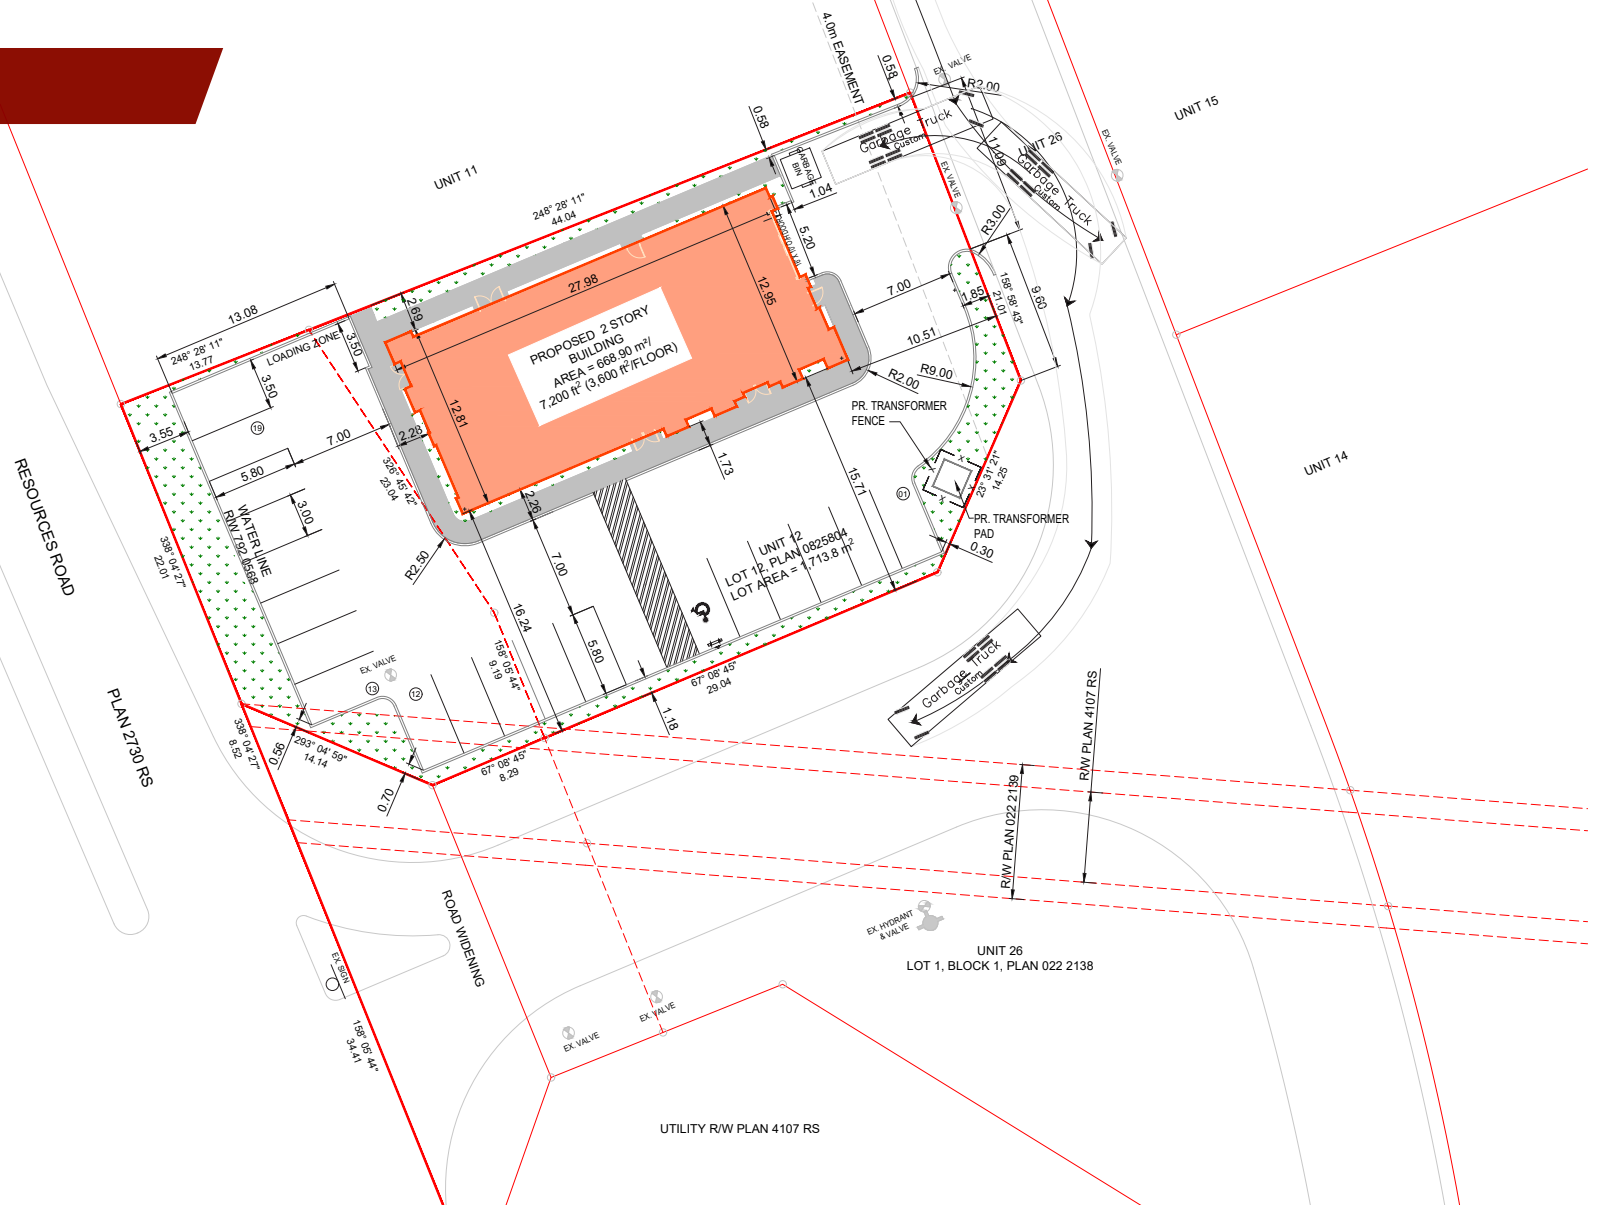 4.0m EASEMENT
0.58
EX. VALVE
R2.00
UNIT 15
0.58
Garbage Truck
Custom
11.09
UNIT 26
EX. VALVE
UNIT 11
GARBAGE
BIN
1.04
EX. VALVE
Garbage Truck
Custom
248° 28' 11"
44.04
R3.00
5.20
27.98
12.95
7.00
1.85
158° 58' 43"
21.01
9.60
13.08
2.69
248° 28' 11"
13.77
LOADING ZONE
3.50
PROPOSED 2 STORY
BUILDING
AREA = 668.90 m²/
7,200 ft² (3,600 ft²/FLOOR)
10.51
R2.00
R9.00
3.50
PR. TRANSFORMER
FENCE
3.55
19
7.00
2.28
12.81
5.80
326° 45' 42"
23.04
1.73
15.71
UNIT 14
23° 31' 21"
14.25
01
2.26
3.00
WATER LINE
R/W 792 0568
PR. TRANSFORMER
PAD
0.30
RESOURCES ROAD
338° 04' 27"
22.01
R2.50
7.00
UNIT 12
LOT 12, PLAN 0825804
LOT AREA = 1,713.8 m²
16.24
5.80
158° 05' 44"
9.19
EX. VALVE
13
12
67° 08' 45"
29.04
1.18
Garbage Truck
Custom
PLAN 2730 RS
338° 04' 27"
8.52
0.56
293° 04' 59"
14.14
67° 08' 45"
8.29
0.70
R/W PLAN 4107 RS
R/W PLAN 022 2139
ROAD WIDENING
EX. HYDRANT
& VALVE
UNIT 26
LOT 1, BLOCK 1, PLAN 022 2138
EX. SIGN
EX. VALVE
EX. VALVE
158° 05' 44"
34.41
UTILITY R/W PLAN 4107 RS